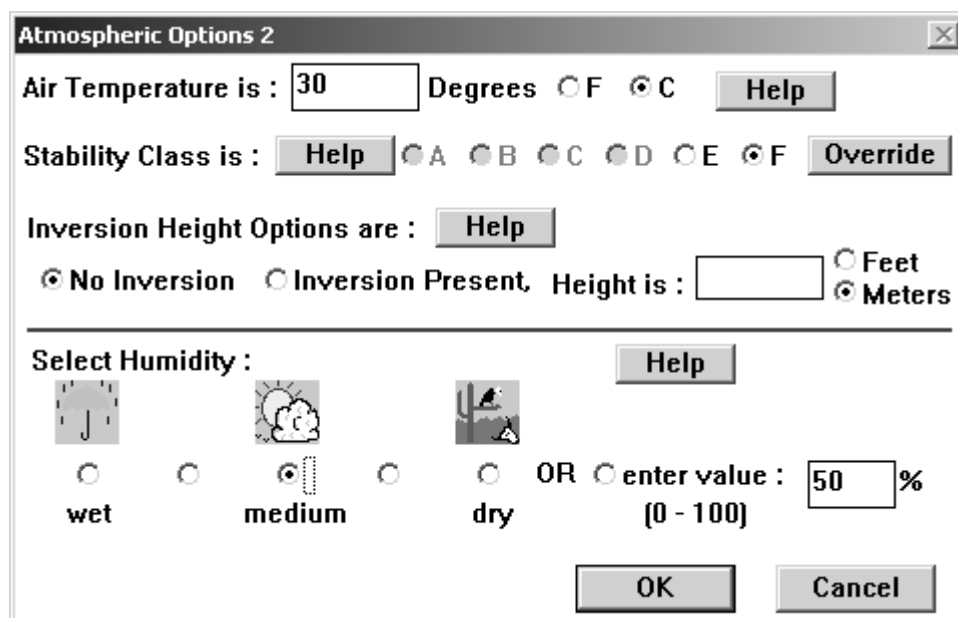 Atmospheric Options 2
Air Temperature is : 30 Degrees F C Help
Stability Class is : Help A B C D E F Override
Inversion Height Options are : Help
No Inversion Inversion Present, Height is : Feet
Meters
Select Humidity : Help
OR enter value : 50 %
wet medium dry (0 - 100)
OK Cancel